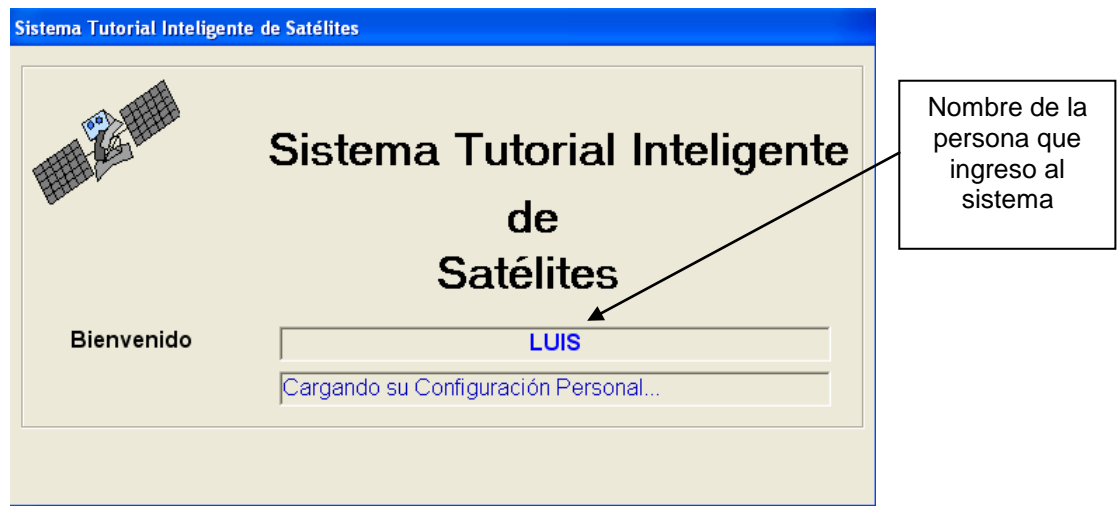 Sistema Tutorial Inteligente de Satélites
Sistema Tutorial Inteligente
de
Satélites
Bienvenido
LUIS
Cargando su Configuración Personal...
Nombre de la
persona que
ingreso al
sistema